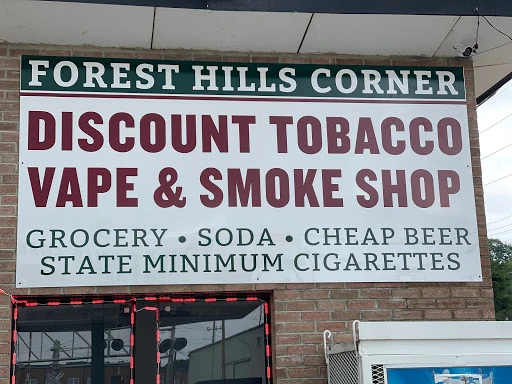 FOREST HILLS CORNER
DISCOUNT TOBACCO
VAPE & SMOKE SHOP
GROCERY • SODA • CHEAP BEER
STATE MINIMUM CIGARETTES